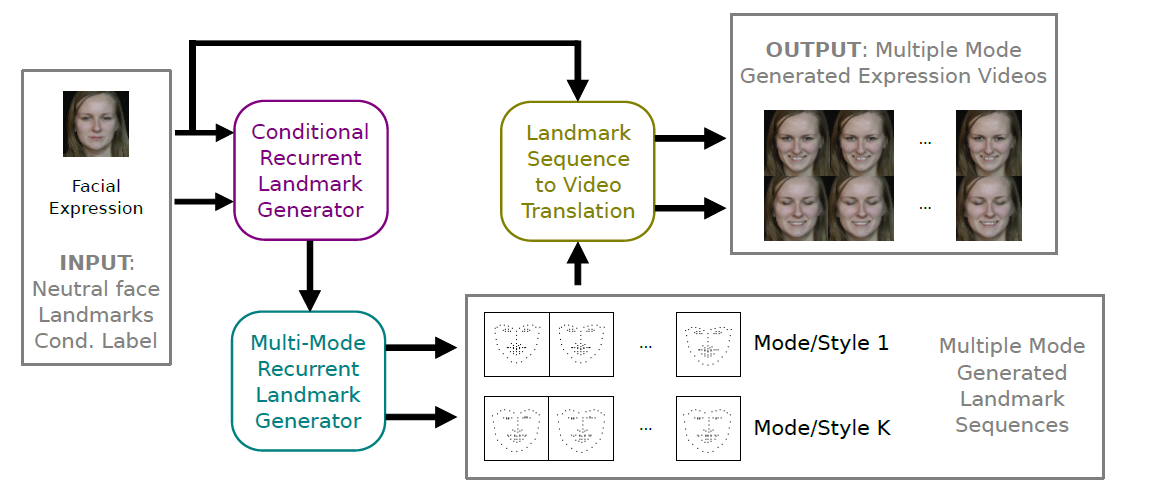 Facial
Expression
INPUT:
Neutral face
Landmarks
Cond. Label
Conditional
Recurrent
Landmark
Generator
Multi-Mode
Recurrent
Landmark
Generator
Landmark
Sequence
to Video
Translation
OUTPUT: Multiple Mode
Generated Expression Videos
...
...
... Mode/Style 1
... Mode/Style K
Multiple Mode
Generated
Landmark
Sequences